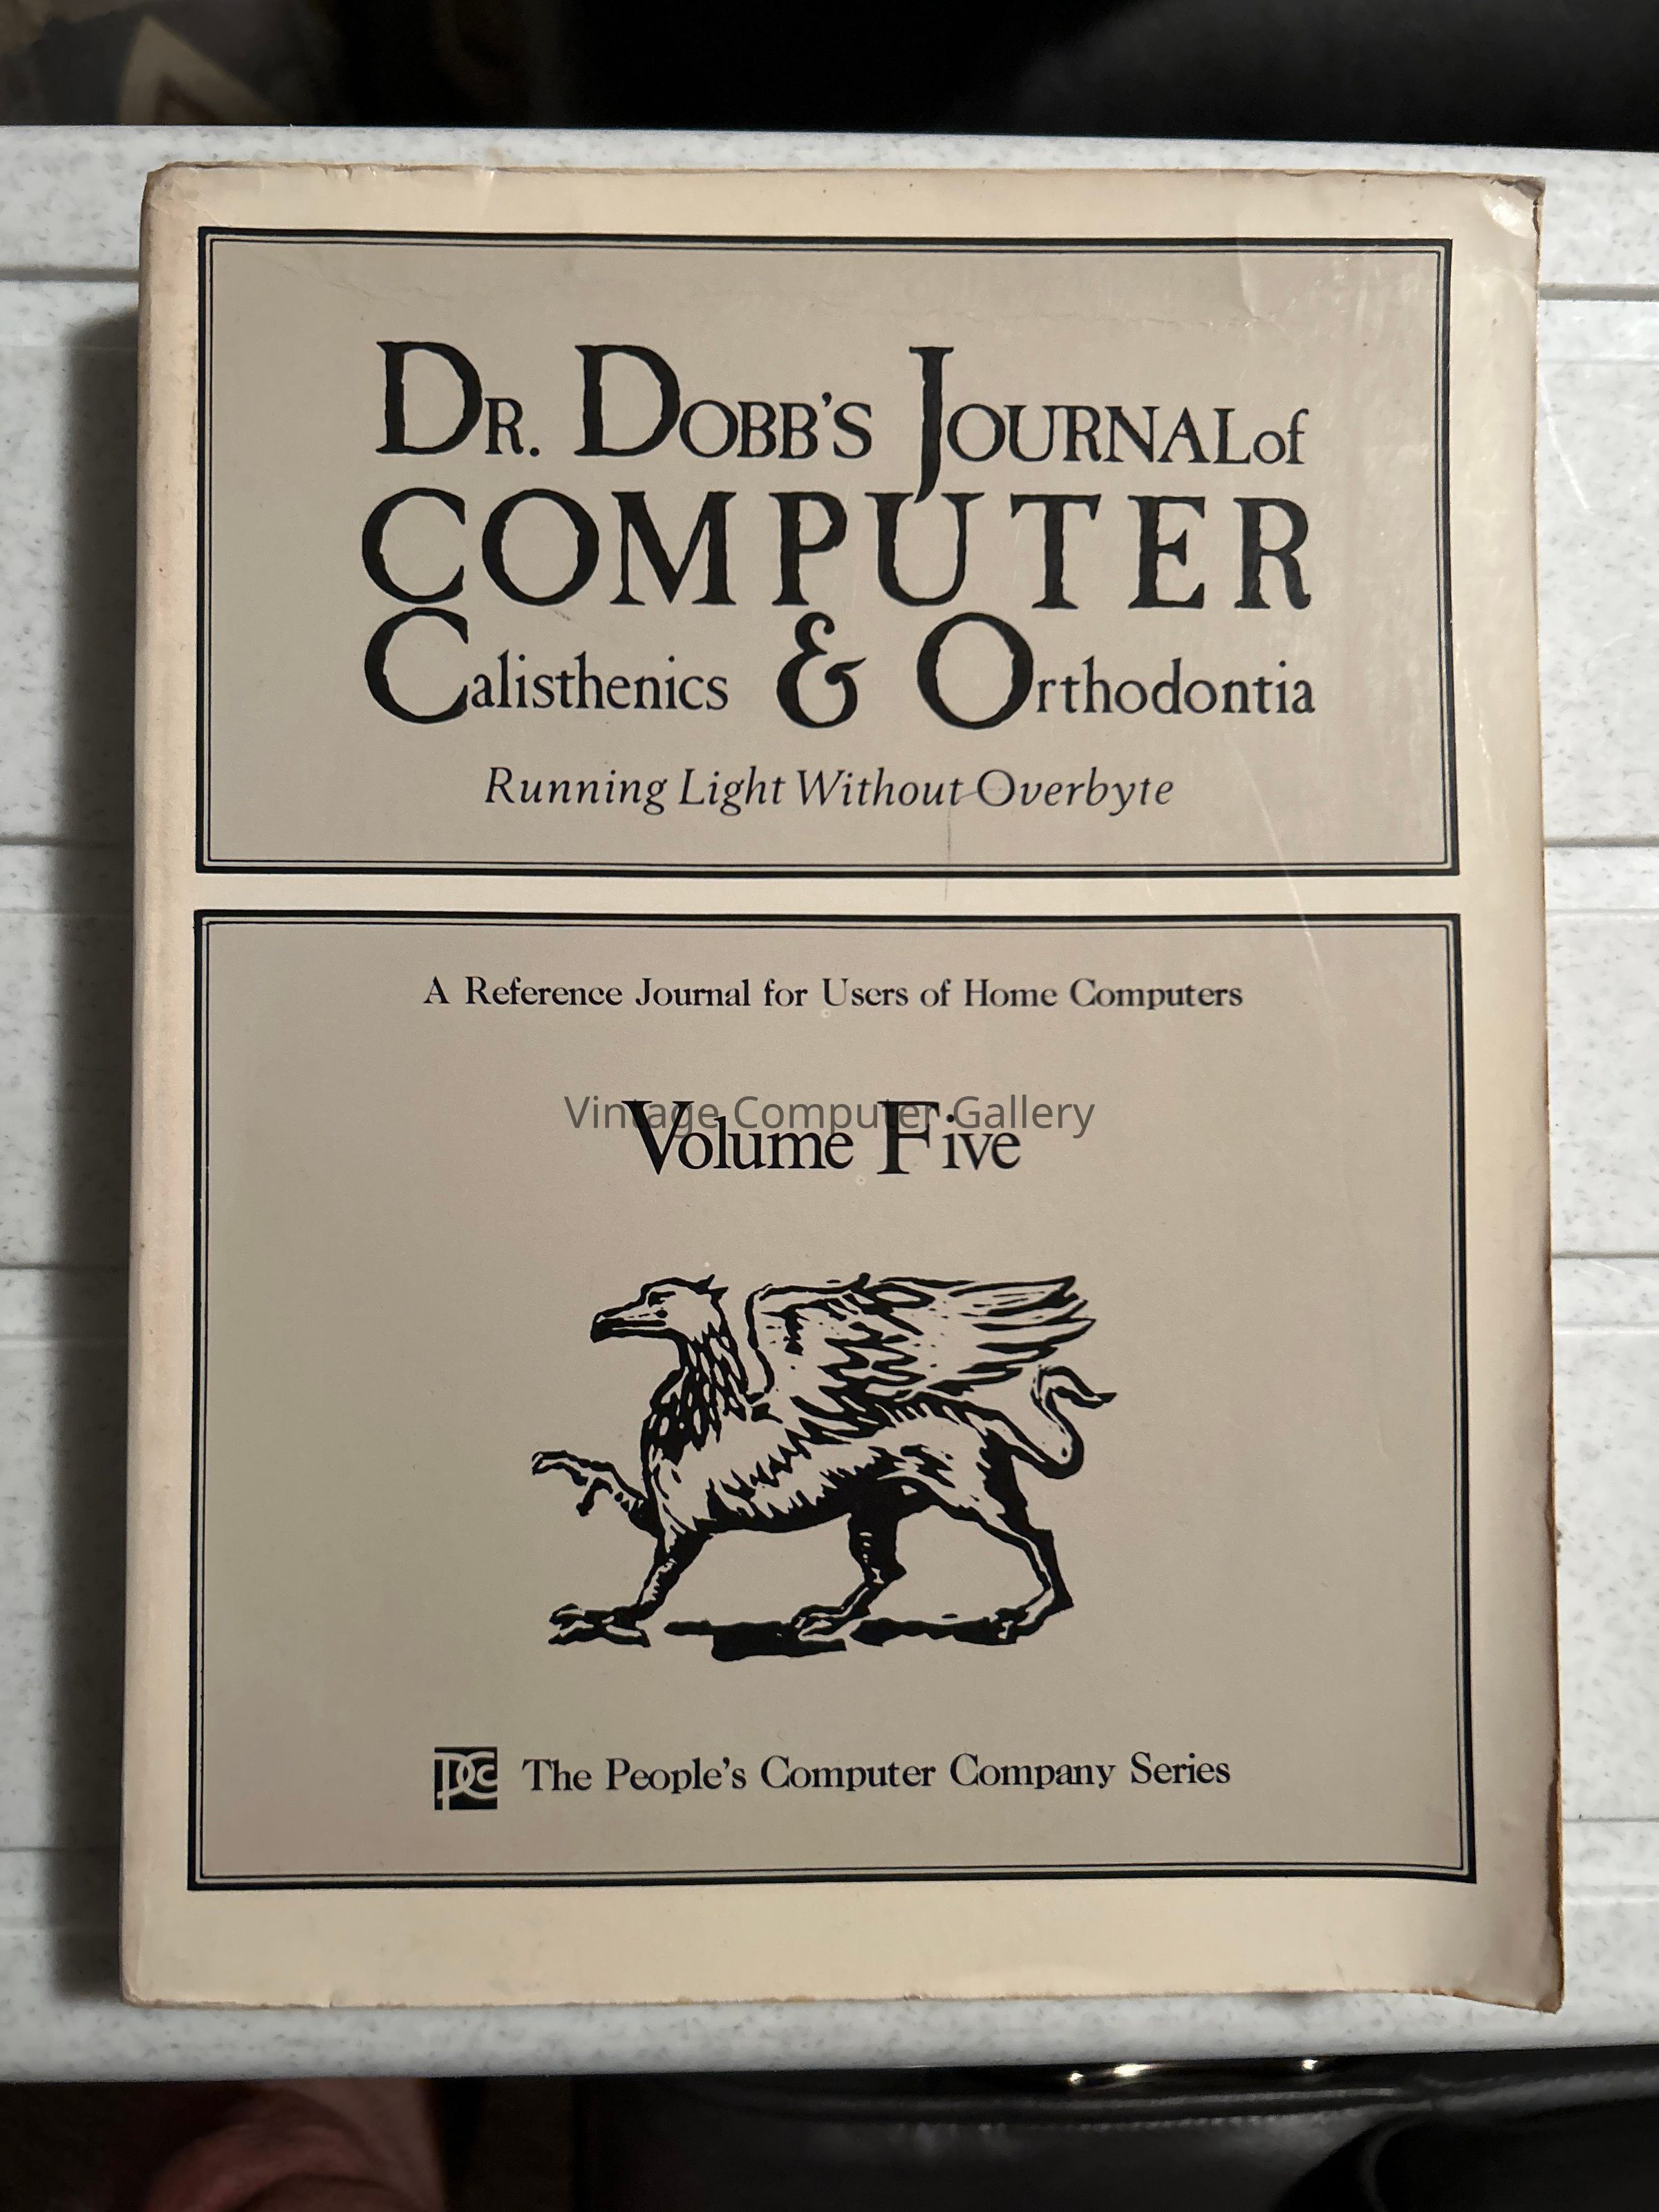 DR. DOBB'S JOURNAL of
COMPUTER
Calisthenics & Orthodontia
Running Light Without Overbyte
A Reference Journal for Users of Home Computers
Vintage Computer Gallery
Volume Five
pcc The People's Computer Company Series